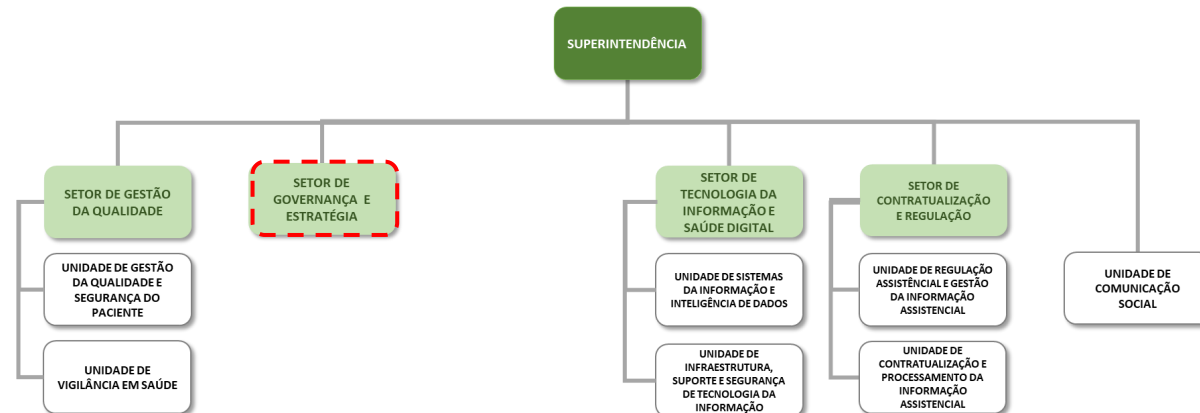 SUPERINTENDÊNCIA
SETOR DE GESTÃO
DA QUALIDADE
SETOR DE
GOVERNANÇA E
ESTRATÉGIA
SETOR DE
TECNOLOGIA DA
INFORMAÇÃO E
SAÚDE DIGITAL
SETOR DE
CONTRATUALIZAÇÃO
E REGULAÇÃO
UNIDADE DE GESTÃO
DA QUALIDADE E
SEGURANÇA DO
PACIENTE
UNIDADE DE SISTEMAS
DA INFORMAÇÃO E
INTELIGÊNCIA DE DADOS
UNIDADE DE REGULAÇÃO
ASSISTÊNCIAL E GESTÃO
DA INFORMAÇÃO
ASSISTENCIAL
UNIDADE DE
COMUNICAÇÃO
SOCIAL
UNIDADE DE
VIGILÂNCIA EM SAÚDE
UNIDADE DE
INFRAESTRUTURA,
SUPORTE E SEGURANÇA
DE TECNOLOGIA DA
INFORMAÇÃO
UNIDADE DE
CONTRATUALIZAÇÃO E
PROCESSAMENTO DA
INFORMAÇÃO
ASSISTENCIAL